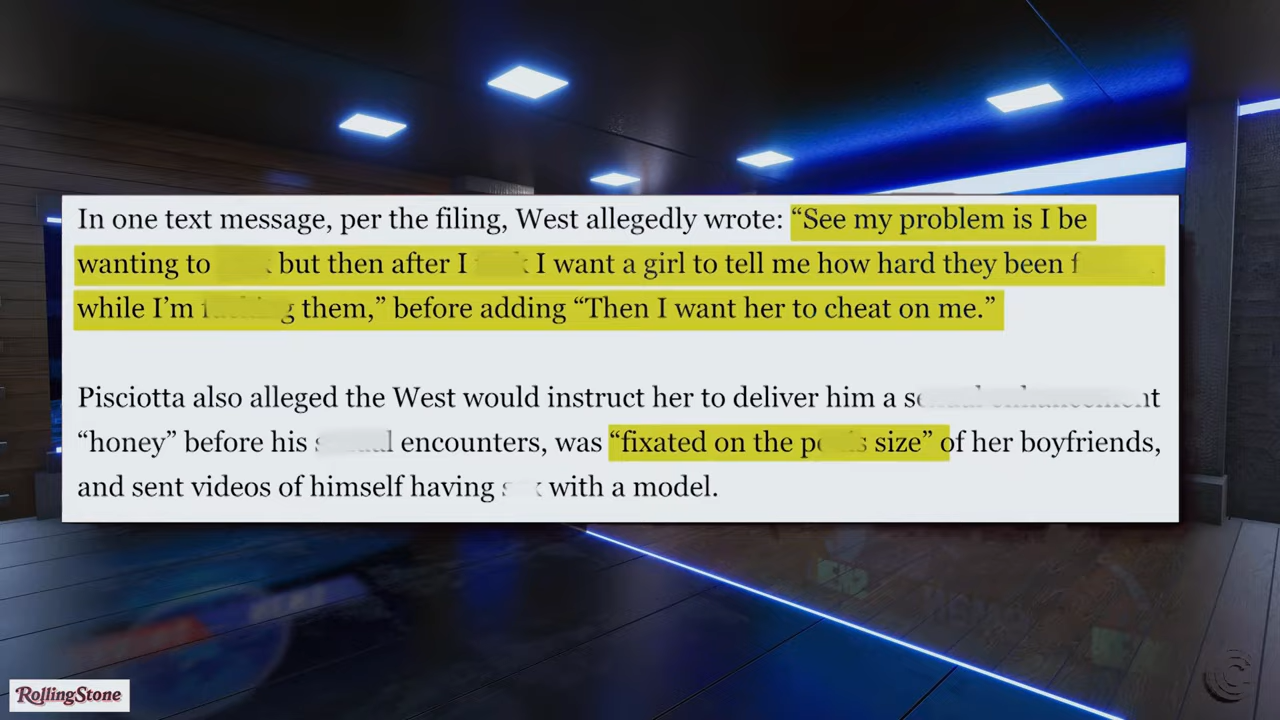 In one text message, per the filing, West allegedly wrote: “See my problem is I be
wanting to but then after I I want a girl to tell me how hard they been
while I’m them,” before adding “Then I want her to cheat on me.”
Pisciotta also alleged the West would instruct her to deliver him a
“honey” before his encounters, was “fixated on the size” of her boyfriends,
and sent videos of himself having with a model.
RollingStone